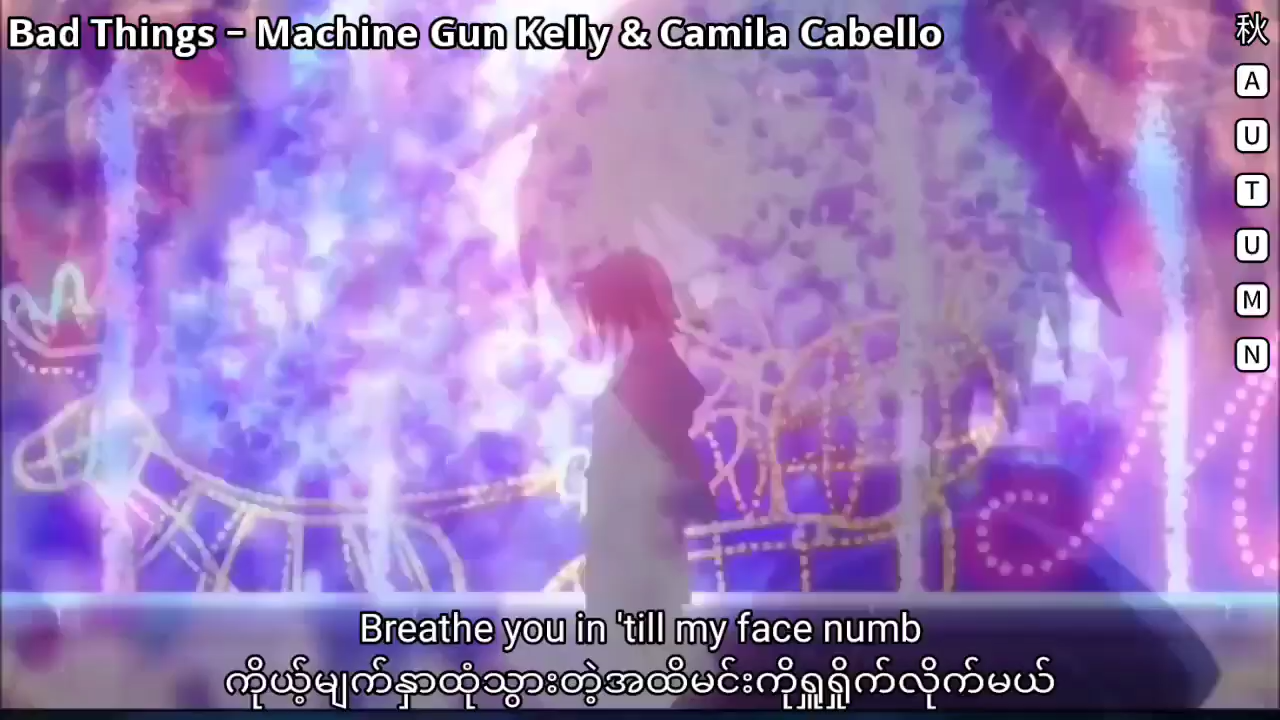 Bad Things - Machine Gun Kelly & Camila Cabello
秋
A
U
T
U
M
N
Breathe you in 'till my face numb
ကိုယ့်မျက်နှာထုံသွားတဲ့အထိမင်းကိုရှူရှိုက်လိုက်မယ်